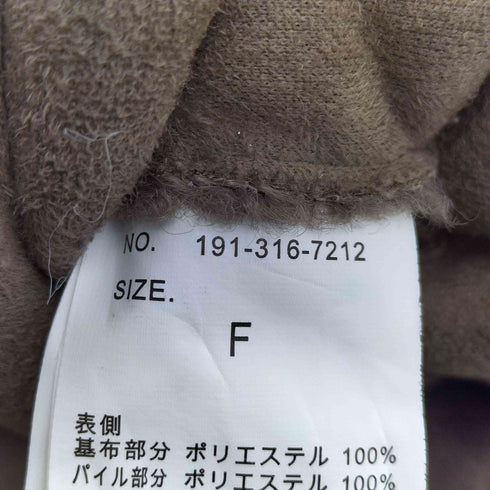 NO. 191-316-7212
SIZE.
F
表側
基布部分 ポリエステル 100%
パイル部分 ポリエステル 100%